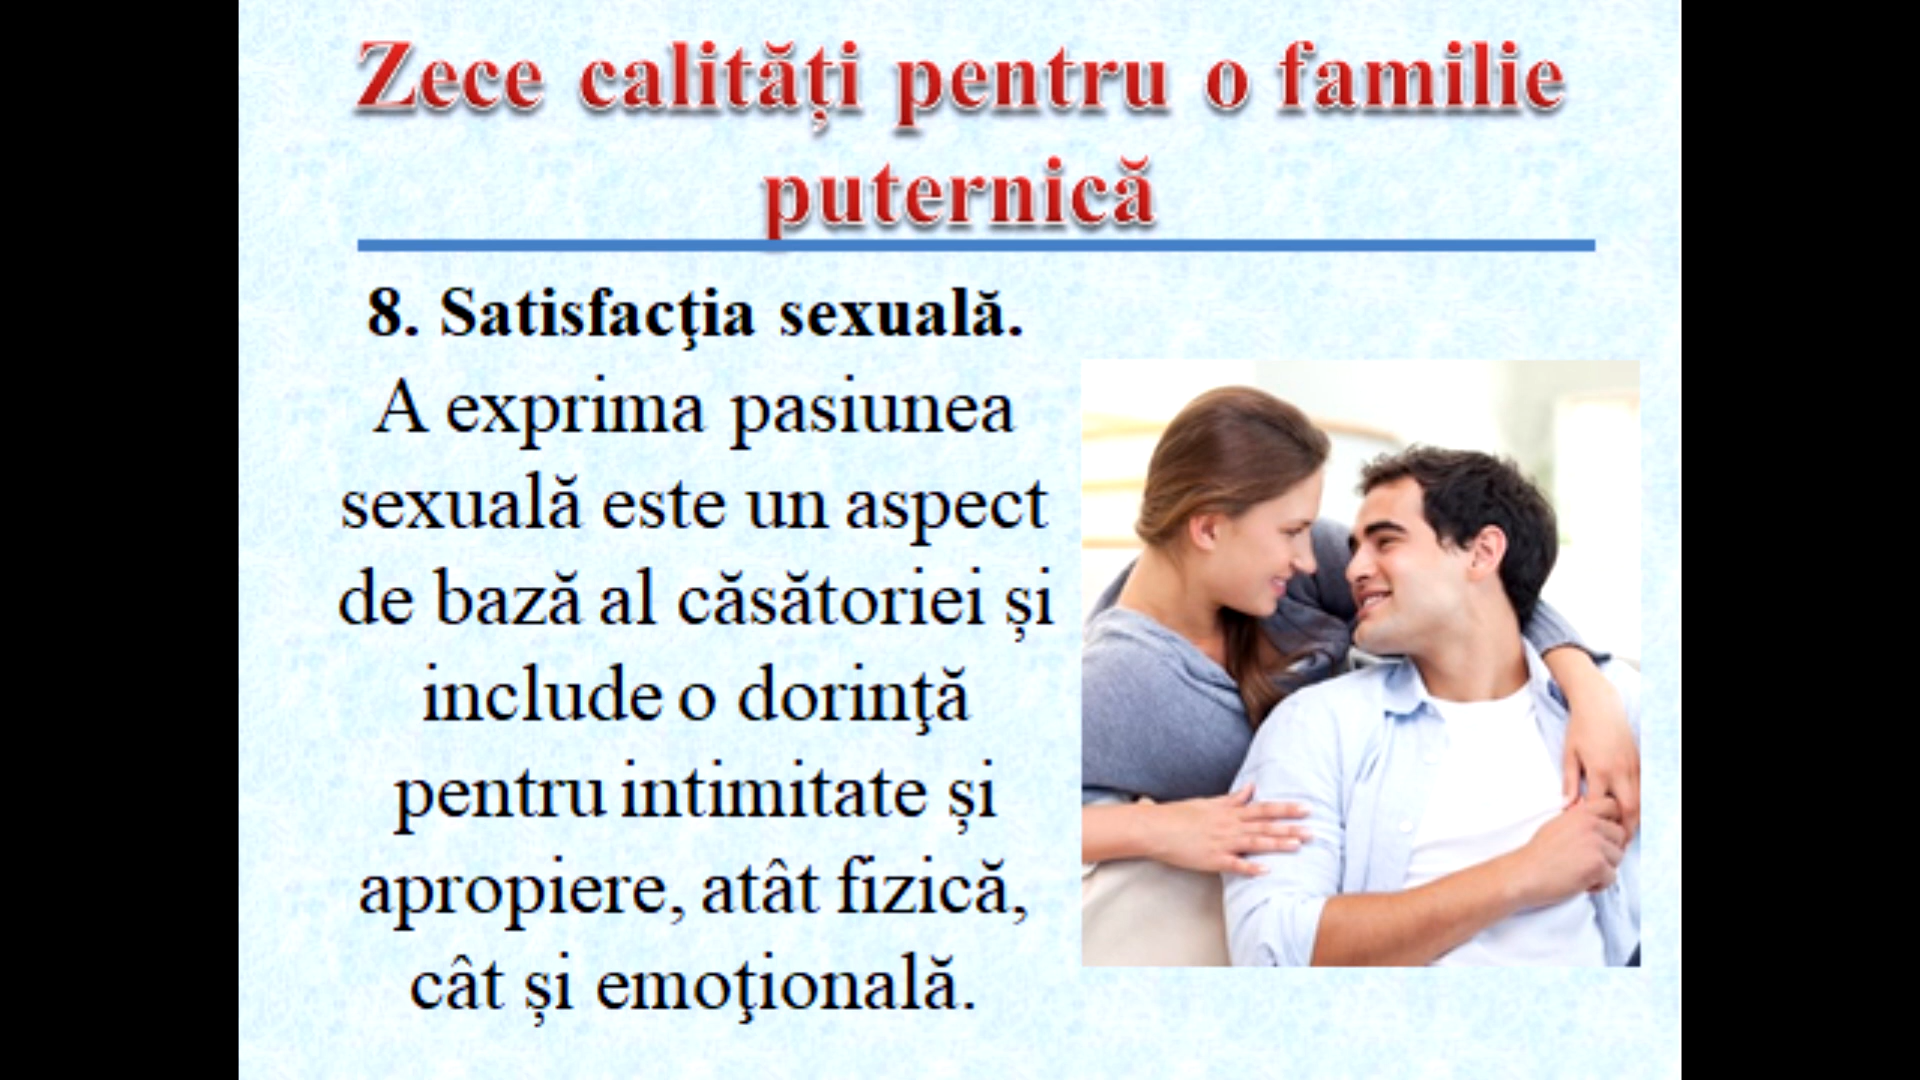 Zece calități pentru o familie
puternică
8. Satisfacţia sexuală.
A exprima pasiunea
sexuală este un aspect
de bază al căsătoriei și
include o dorinţă
pentru intimitate și
apropiere, atât fizică,
cât și emoţională.